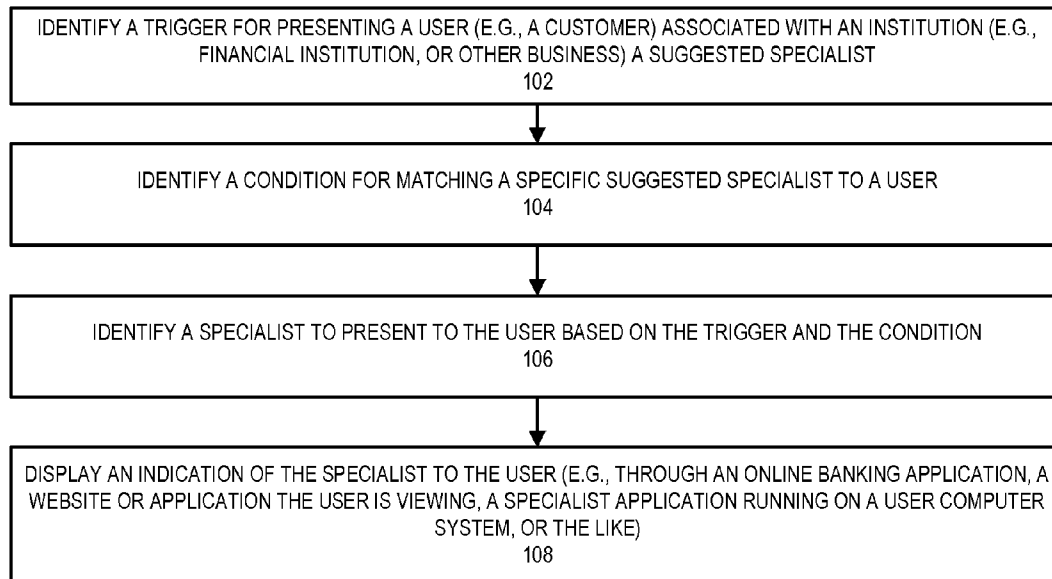 IDENTIFY A TRIGGER FOR PRESENTING A USER (E.G., A CUSTOMER) ASSOCIATED WITH AN INSTITUTION (E.G.,
FINANCIAL INSTITUTION, OR OTHER BUSINESS) A SUGGESTED SPECIALIST
102
IDENTIFY A CONDITION FOR MATCHING A SPECIFIC SUGGESTED SPECIALIST TO A USER
104
IDENTIFY A SPECIALIST TO PRESENT TO THE USER BASED ON THE TRIGGER AND THE CONDITION
106
DISPLAY AN INDICATION OF THE SPECIALIST TO THE USER (E.G., THROUGH AN ONLINE BANKING APPLICATION, A
WEBSITE OR APPLICATION THE USER IS VIEWING, A SPECIALIST APPLICATION RUNNING ON A USER COMPUTER
SYSTEM, OR THE LIKE)
108